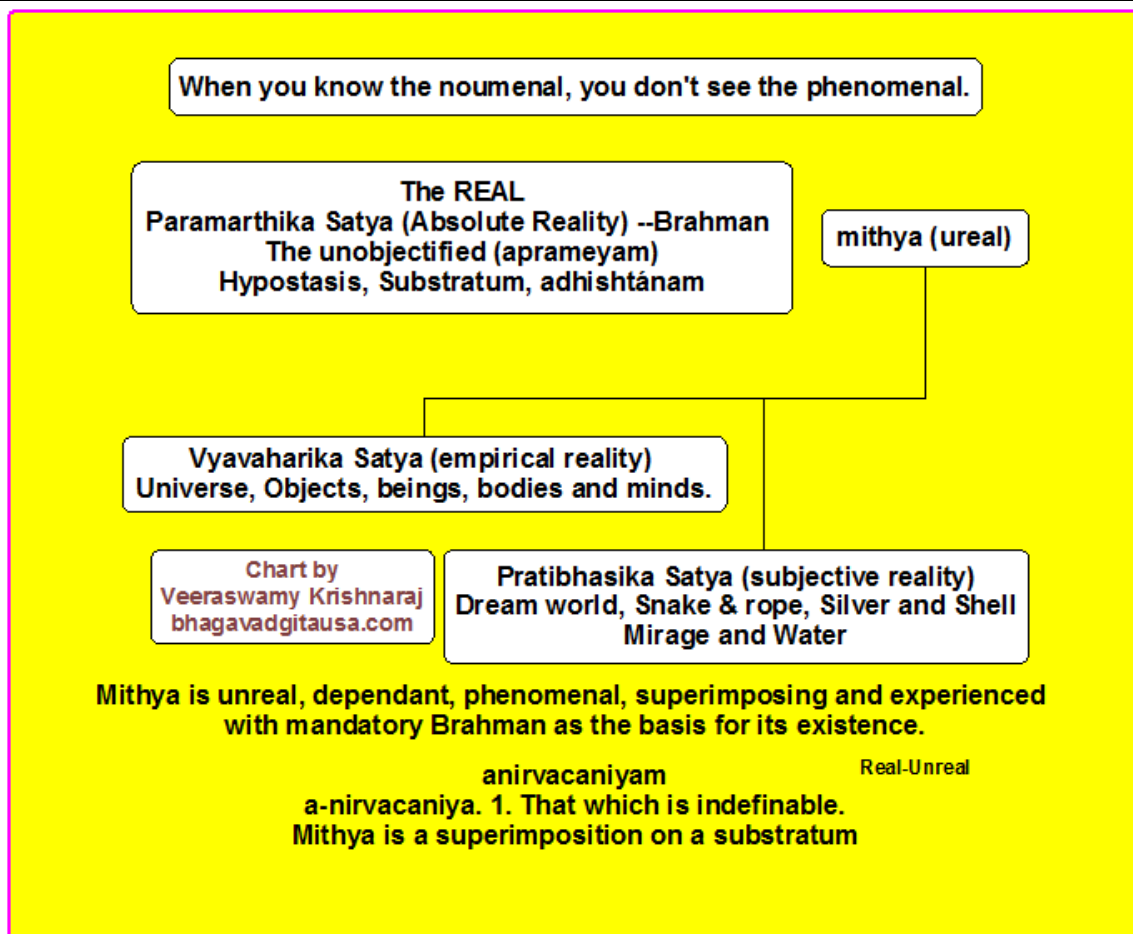 When you know the noumenal, you don't see the phenomenal.
The REAL
Paramarthika Satya (Absolute Reality) --Brahman
The unobjectified (aprameyam)
Hypostasis, Substratum, adhishtánam
mithya (ureal)
Vyavaharika Satya (empirical reality)
Universe, Objects, beings, bodies and minds.
Chart by
Veeraswamy Krishnaraj
bhagavadgitausa.com
Pratibhasika Satya (subjective reality)
Dream world, Snake & rope, Silver and Shell
Mirage and Water
Mithya is unreal, dependant, phenomenal, superimposing and experienced
with mandatory Brahman as the basis for its existence.
Real-Unreal
anirvacaniyam
a-nirvacaniya. 1. That which is indefinable.
Mithya is a superimposition on a substratum